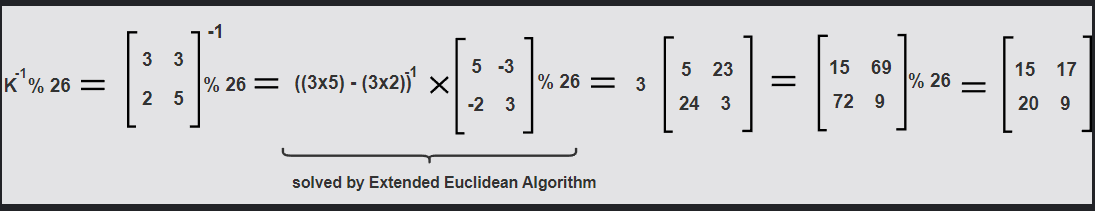 K⁻¹ % 26 = [3 3; 2 5]⁻¹ % 26 = ((3x5) - (3x2))⁻¹ × [5 -3; -2 3] % 26 = 3 [5 23; 24 3] = [15 69; 72 9] % 26 = [15 17; 20 9]
solved by Extended Euclidean Algorithm